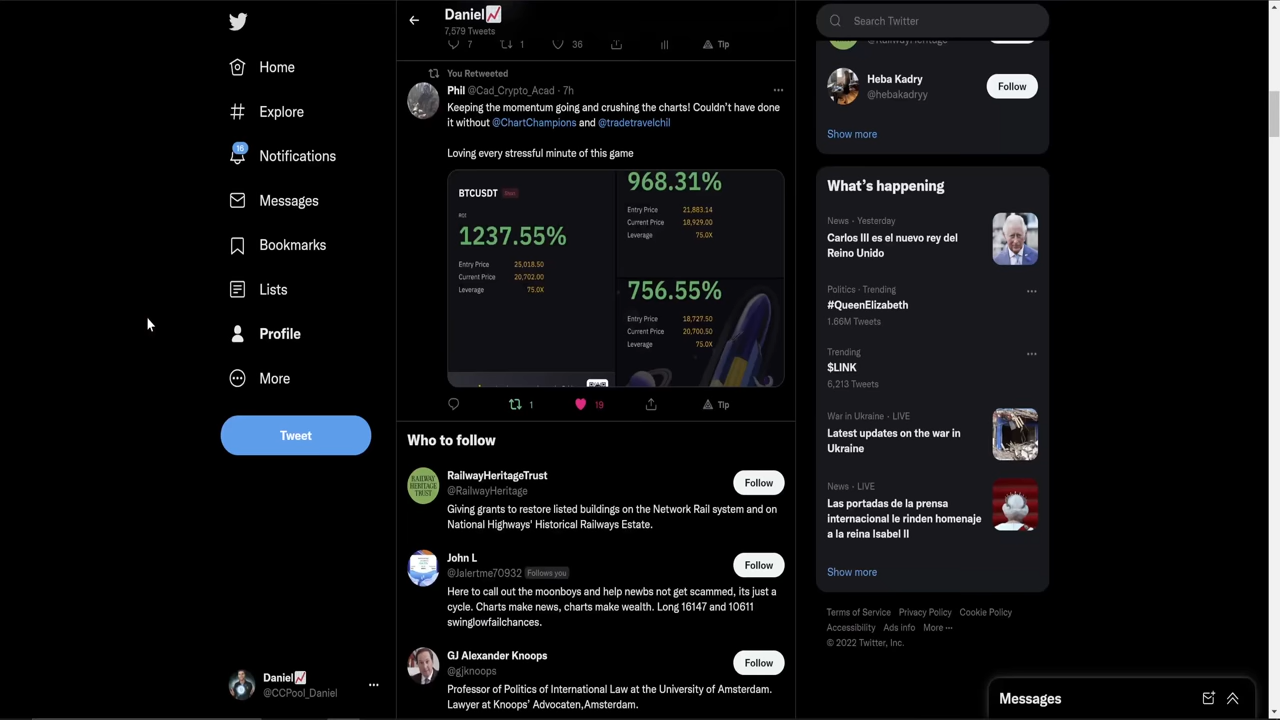 Home
Explore
16
Notifications
Messages
Bookmarks
Lists
Profile
More
Tweet
Daniel📈
@CCPool_Daniel
Daniel📈
7,579 Tweets
7
1
36
Tip
You Retweeted
Phil @Cad_Crypto_Acad · 7h
Keeping the momentum going and crushing the charts! Couldn't have done
it without @ChartChampions and @tradetravelchil
Loving every stressful minute of this game
BTCUSDT
ROI
1237.55%
Entry Price 25,018.50
Current Price 20,702.00
Leverage 75.0X
968.31%
Entry Price 21,883.14
Current Price 18,929.00
Leverage 75.0X
756.55%
Entry Price 18,727.50
Current Price 20,700.50
Leverage 75.0X
1
19
Tip
Who to follow
RAILWAY
HERITAGE
TRUST
RailwayHeritageTrust
@RailwayHeritage
Follow
Giving grants to restore listed buildings on the Network Rail system and on
National Highways' Historical Railways Estate.
John L
@Jalertme70932 Follows you
Follow
Here to call out the moonboys and help newbs not get scammed, its just a
cycle. Charts make news, charts make wealth. Long 16147 and 10611
swinglowfailchances.
GJ Alexander Knoops
@gjknoops
Follow
Professor of Politics of International Law at the University of Amsterdam.
Lawyer at Knoops' Advocaten,Amsterdam.
Search Twitter
@RailwayHeritage
Heba Kadry
@hebakadryy
Follow
Show more
What's happening
News · Yesterday
Carlos III es el nuevo rey del
Reino Unido
Politics · Trending
#QueenElizabeth
1.66M Tweets
Trending
$LINK
6,213 Tweets
War in Ukraine · LIVE
Latest updates on the war in
Ukraine
News · LIVE
Las portadas de la prensa
internacional le rinden homenaje
a la reina Isabel II
Show more
Terms of Service Privacy Policy Cookie Policy
Accessibility Ads info More ···
© 2022 Twitter, Inc.
Messages